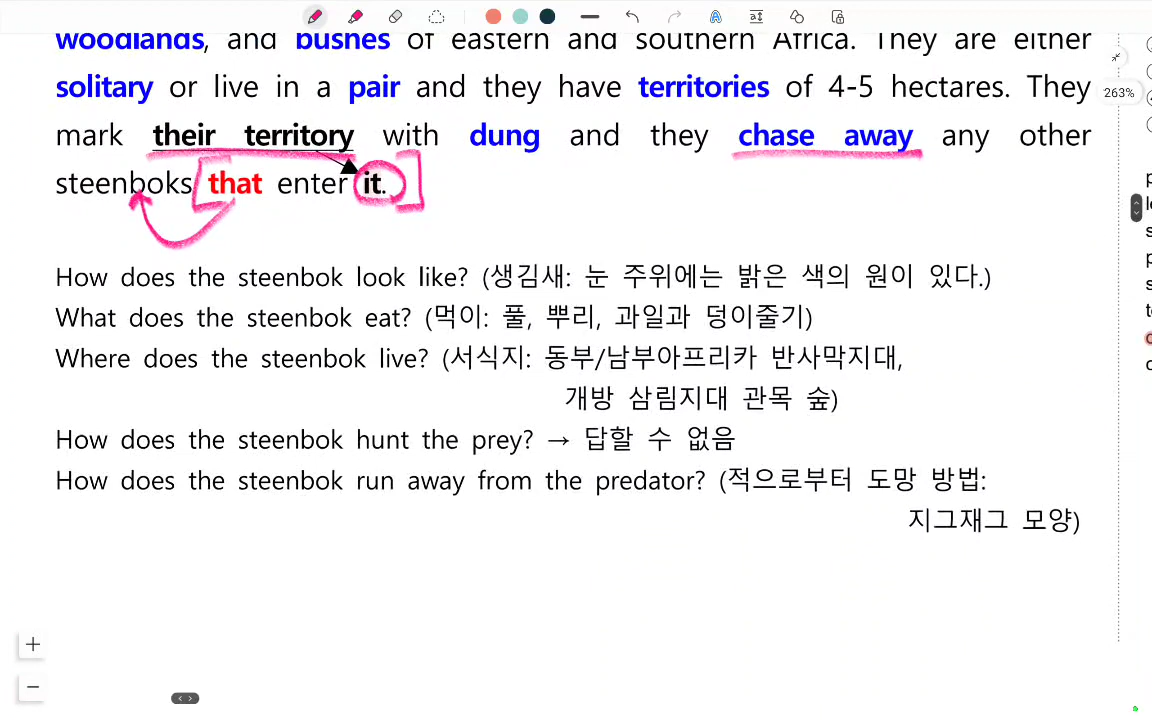 woodlands, and bushes of eastern and southern Africa. They are either
solitary or live in a pair and they have territories of 4-5 hectares. They
mark their territory with dung and they chase away any other
steenboks that enter it.
How does the steenbok look like? (생김새: 눈 주위에는 밝은 색의 원이 있다.)
What does the steenbok eat? (먹이: 풀, 뿌리, 과일과 덩이줄기)
Where does the steenbok live? (서식지: 동부/남부아프리카 반사막지대,
개방 삼림지대 관목 숲)
How does the steenbok hunt the prey? → 답할 수 없음
How does the steenbok run away from the predator? (적으로부터 도망 방법:
지그재그 모양)
263%